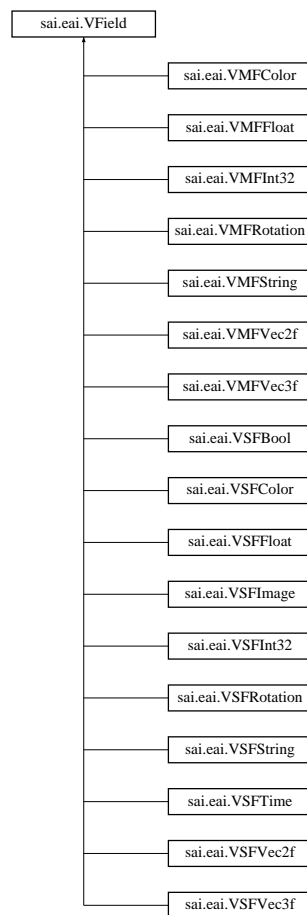 sai.eai.VField
sai.eai.VMFColor
sai.eai.VMFFloat
sai.eai.VMFInt32
sai.eai.VMFRotation
sai.eai.VMFString
sai.eai.VMFVec2f
sai.eai.VMFVec3f
sai.eai.VSFBool
sai.eai.VSFColor
sai.eai.VSFFloat
sai.eai.VSFImage
sai.eai.VSFInt32
sai.eai.VSFRotation
sai.eai.VSFString
sai.eai.VSFTime
sai.eai.VSFVec2f
sai.eai.VSFVec3f